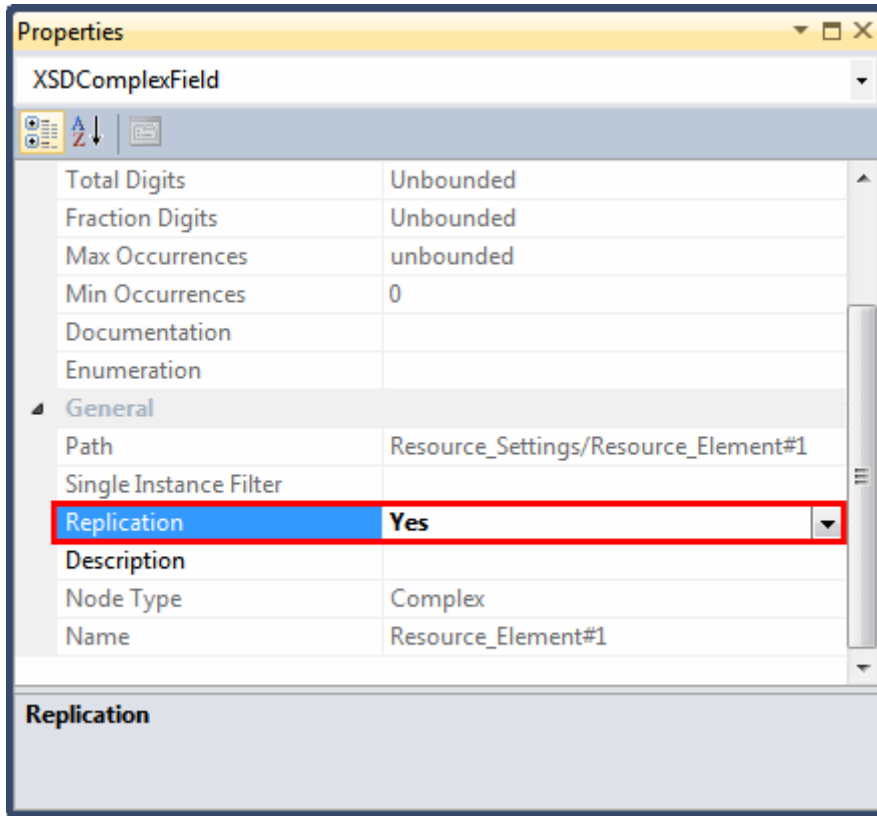 Properties
XSDComplexField
Total Digits Unbounded
Fraction Digits Unbounded
Max Occurrences unbounded
Min Occurrences 0
Documentation
Enumeration
General
Path Resource_Settings/Resource_Element#1
Single Instance Filter
Replication Yes
Description
Node Type Complex
Name Resource_Element#1
Replication